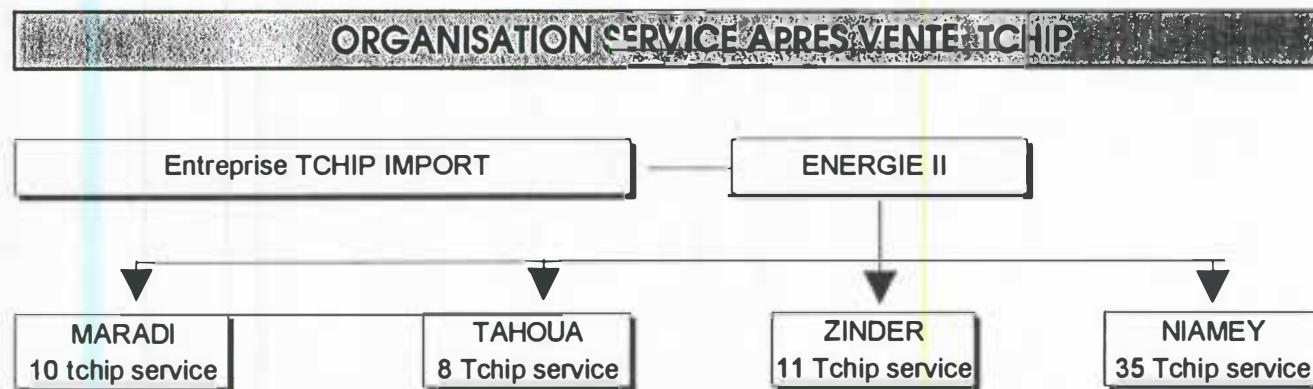 ORGANISATION SERVICE APRES VENTE TCHIP
Entreprise TCHIP IMPORT
ENERGIE II
MARADI
10 tchip service
TAHOUA
8 Tchip service
ZINDER
11 Tchip service
NIAMEY
35 Tchip service